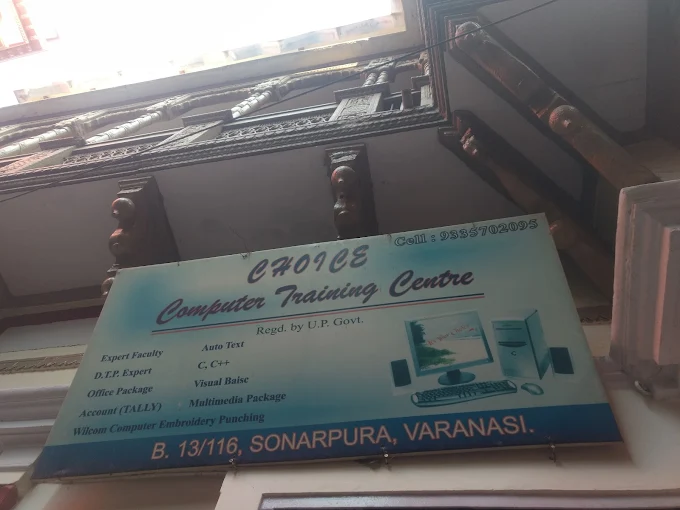 Cell : 9335702095
CHOICE
Computer Training Centre
Regd. by U.P. Govt.
Expert Faculty Auto Text
D.T.P. Expert C, C++
Office Package Visual Baisc
Account (TALLY) Multimedia Package
Wilcom Computer Embroidery Punching
B. 13/116, SONARPURA, VARANASI.